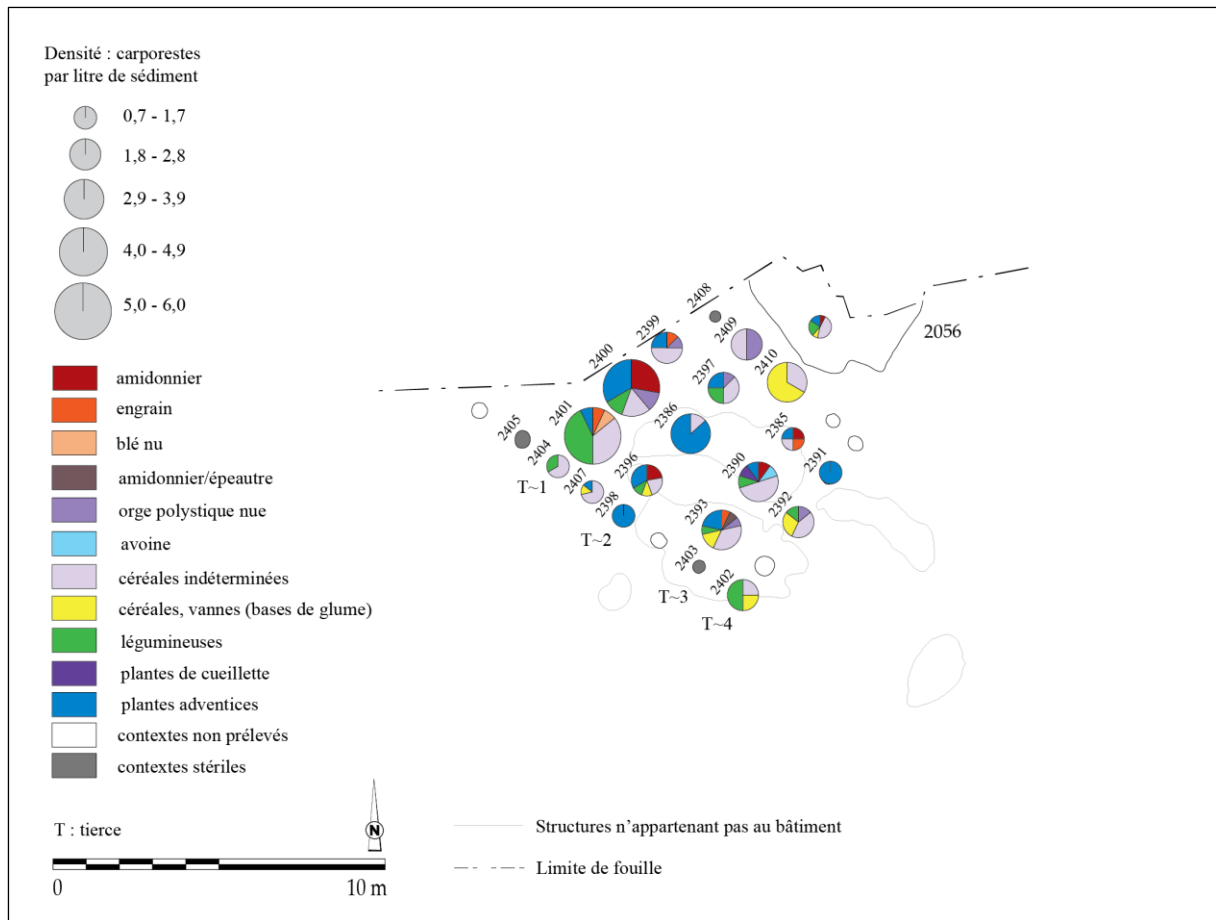 Densité : carporestes
par litre de sédiment
0,7 - 1,7
1,8 - 2,8
2,9 - 3,9
4,0 - 4,9
5,0 - 6,0
amidonnier
engrain
blé nu
amidonnier/épeautre
orge polystique nue
avoine
céréales indéterminées
céréales, vannes (bases de glume)
légumineuses
plantes de cueillette
plantes adventices
contextes non prélevés
contextes stériles
T : tierce
0
10 m
N
Structures n'appartenant pas au bâtiment
Limite de fouille
2408
2399
2409
2056
2400
2397
2410
2401
2386
2385
2405
2404
2396
2390
2391
T~1
2407
2398
2393
2392
T~2
2403
2402
T~3
T~4